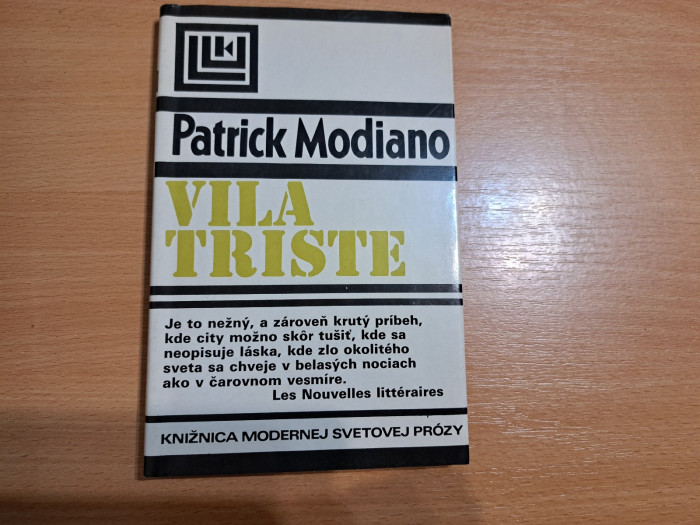 Patrick Modiano
VILA
TRISTE
Je to nežný, a zároveň krutý príbeh,
kde city možno skôr tušiť, kde sa
neopisuje láska, kde zlo okolitého
sveta sa chveje v belasých nociach
ako v čarovnom vesmíre.
Les Nouvelles littéraires
KNIŽNICA MODERNEJ SVETOVEJ PRÓZY